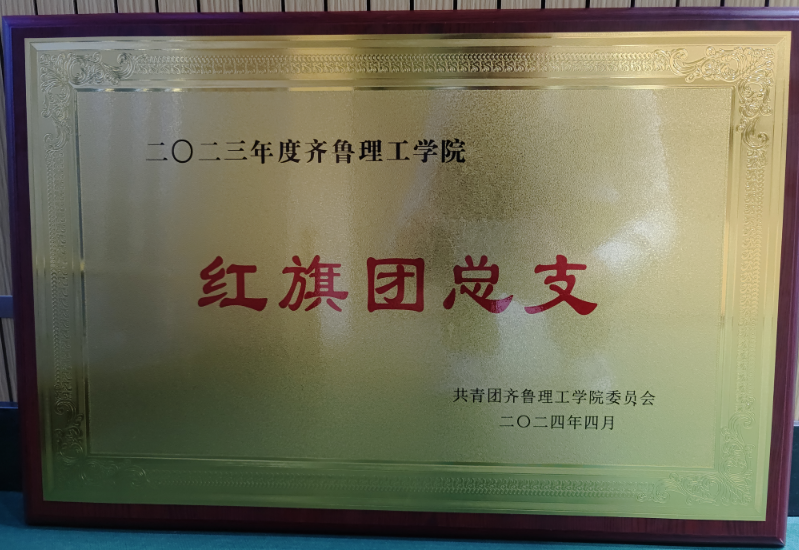 二〇二三年度齐鲁理工学院
红旗团总支
共青团齐鲁理工学院委员会
二〇二四年四月